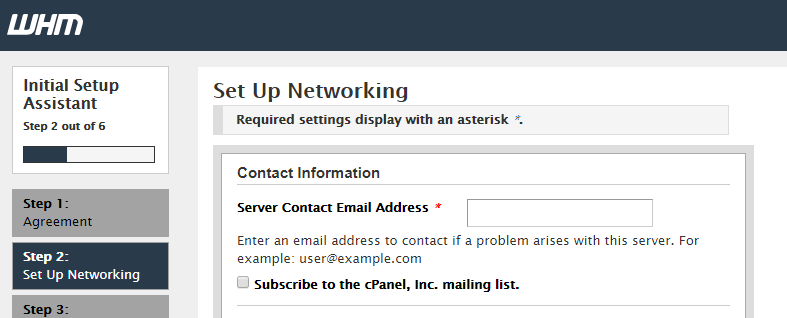 WHM
Initial Setup
Assistant
Step 2 out of 6
Step 1:
Agreement
Step 2:
Set Up Networking
Step 3:
Set Up Networking
Required settings display with an asterisk *.
Contact Information
Server Contact Email Address *
Enter an email address to contact if a problem arises with this server. For
example: user@example.com
Subscribe to the cPanel, Inc. mailing list.